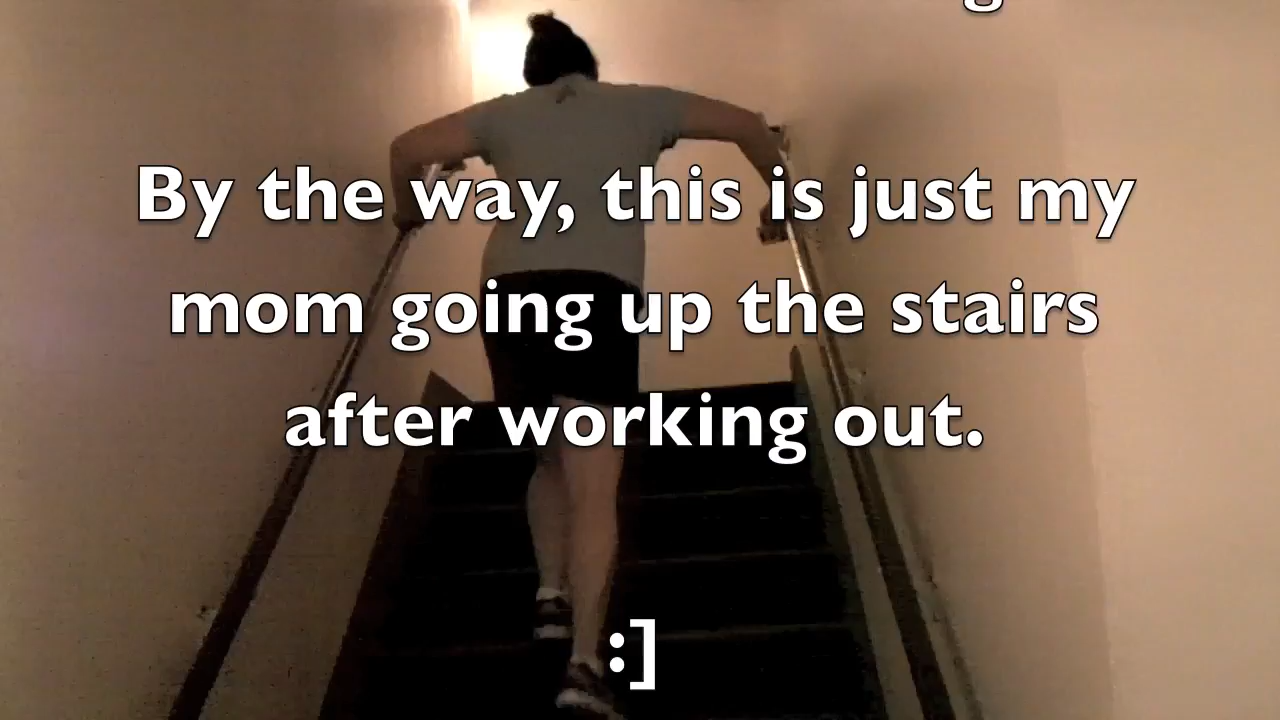 By the way, this is just my
mom going up the stairs
after working out.
:]